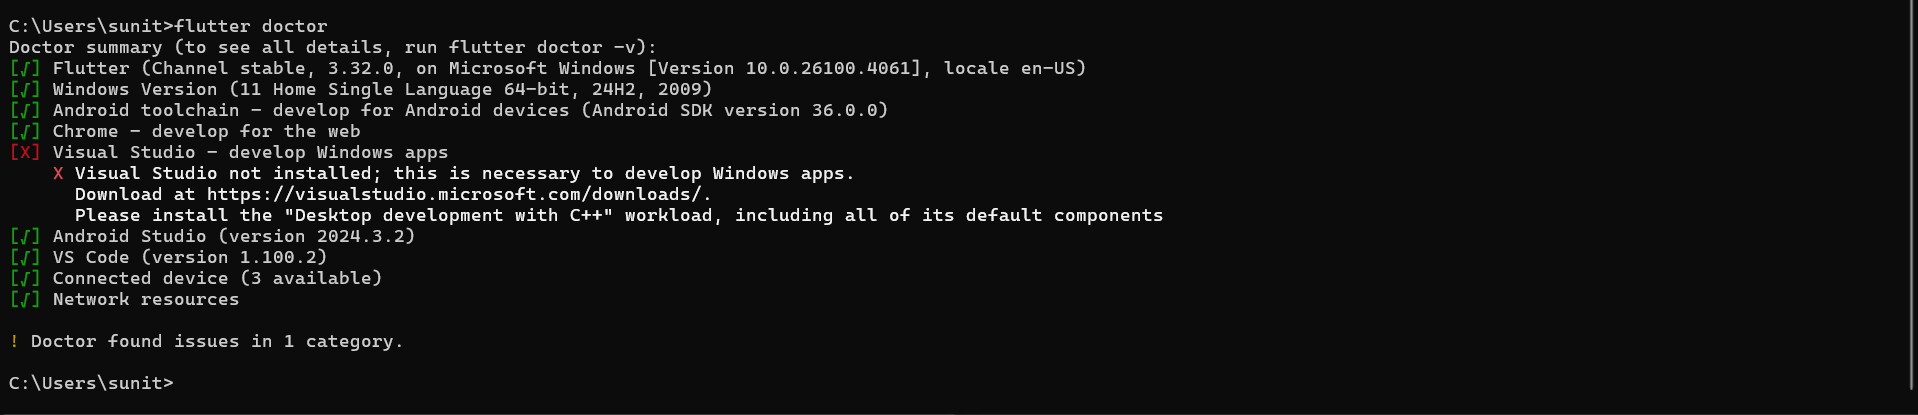 C:\Users\sunit>flutter doctor
Doctor summary (to see all details, run flutter doctor -v):
[√] Flutter (Channel stable, 3.32.0, on Microsoft Windows [Version 10.0.26100.4061], locale en-US)
[√] Windows Version (11 Home Single Language 64-bit, 24H2, 2009)
[√] Android toolchain - develop for Android devices (Android SDK version 36.0.0)
[√] Chrome - develop for the web
[X] Visual Studio - develop Windows apps
    X Visual Studio not installed; this is necessary to develop Windows apps.
      Download at https://visualstudio.microsoft.com/downloads/.
      Please install the "Desktop development with C++" workload, including all of its default components
[√] Android Studio (version 2024.3.2)
[√] VS Code (version 1.100.2)
[√] Connected device (3 available)
[√] Network resources
! Doctor found issues in 1 category.
C:\Users\sunit>